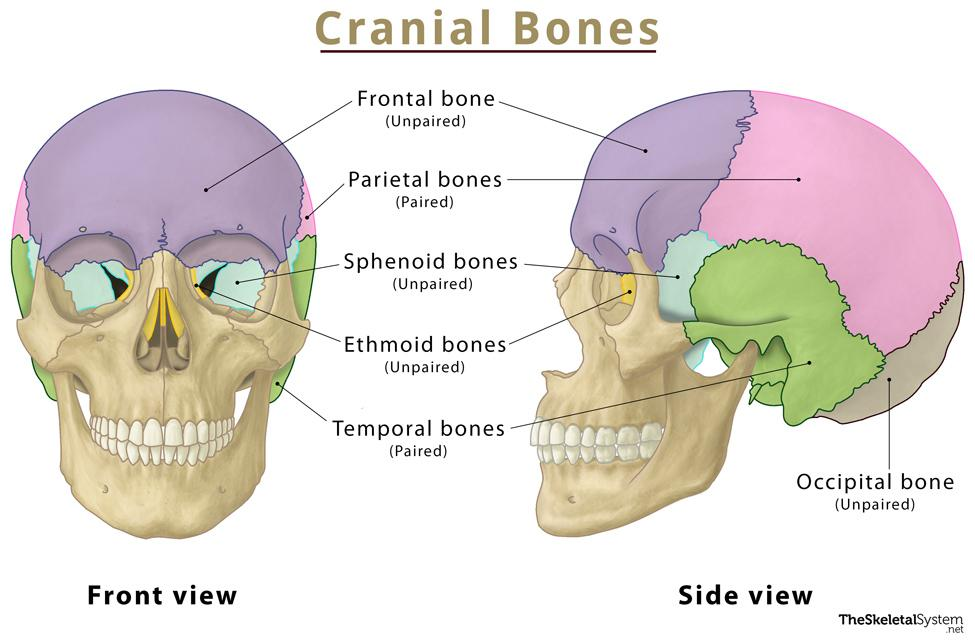 Cranial Bones
Frontal bone
(Unpaired)
Parietal bones
(Paired)
Sphenoid bones
(Unpaired)
Ethmoid bones
(Unpaired)
Temporal bones
(Paired)
Occipital bone
(Unpaired)
Front view
Side view
TheSkeletalSystem
.net